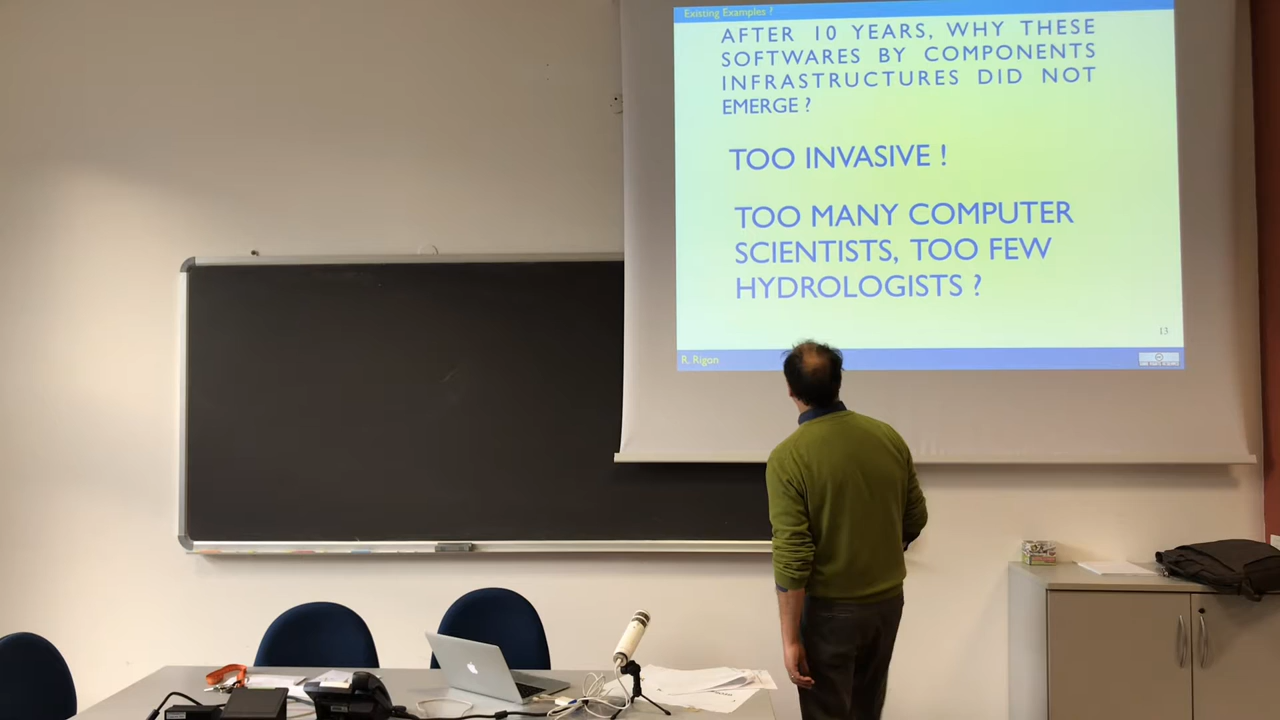 Existing Examples ?
AFTER 10 YEARS, WHY THESE
SOFTWARES BY COMPONENTS
INFRASTRUCTURES DID NOT
EMERGE ?
TOO INVASIVE !
TOO MANY COMPUTER
SCIENTISTS, TOO FEW
HYDROLOGISTS ?
13
R. Rigon